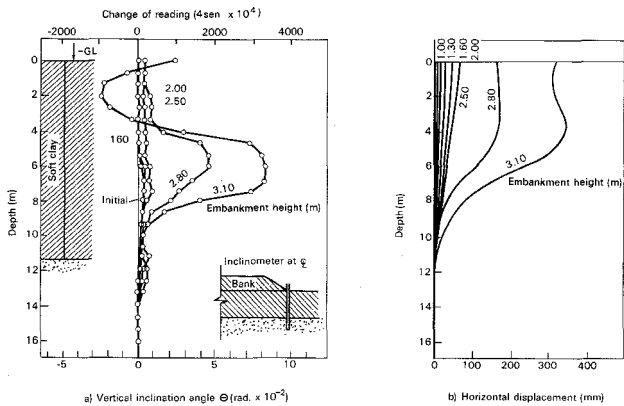 Change of reading (4sen x 10⁴)
-2000 0 2000 4000
a)
-GL
Depth (m)
0
2
4
6
8
10
12
14
16
Soft clay
2.00
2.50
160
Initial
2.80
3.10
Embankment height (m)
Inclinometer at ℄
Bank
-5 0 5 10
a) Vertical inclination angle Θ (rad. x 10⁻²)
b)
1.00
1.30
1.60
2.00
Depth (m)
0
2
4
6
8
10
12
14
16
2.50
2.80
3.10
Embankment height (m)
0 100 200 300 400
b) Horizontal displacement (mm)